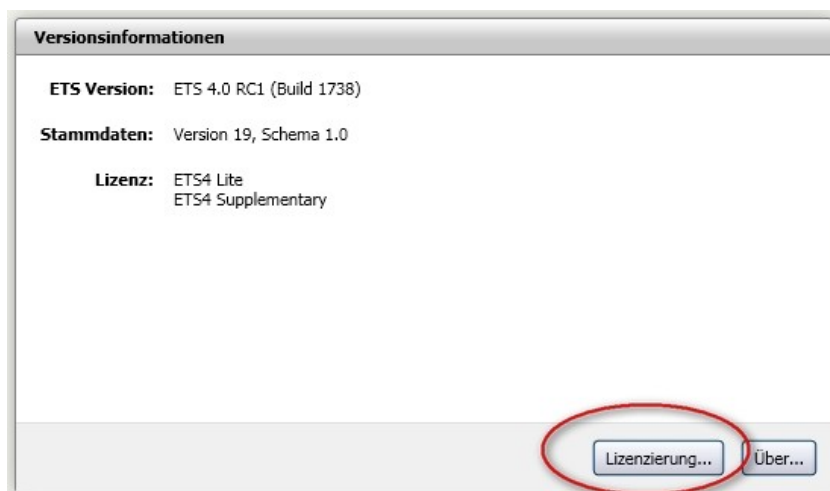 Versionsinformationen
ETS Version: ETS 4.0 RC1 (Build 1738)
Stammdaten: Version 19, Schema 1.0
Lizenz: ETS4 Lite
ETS4 Supplementary
Lizenzierung... Über...